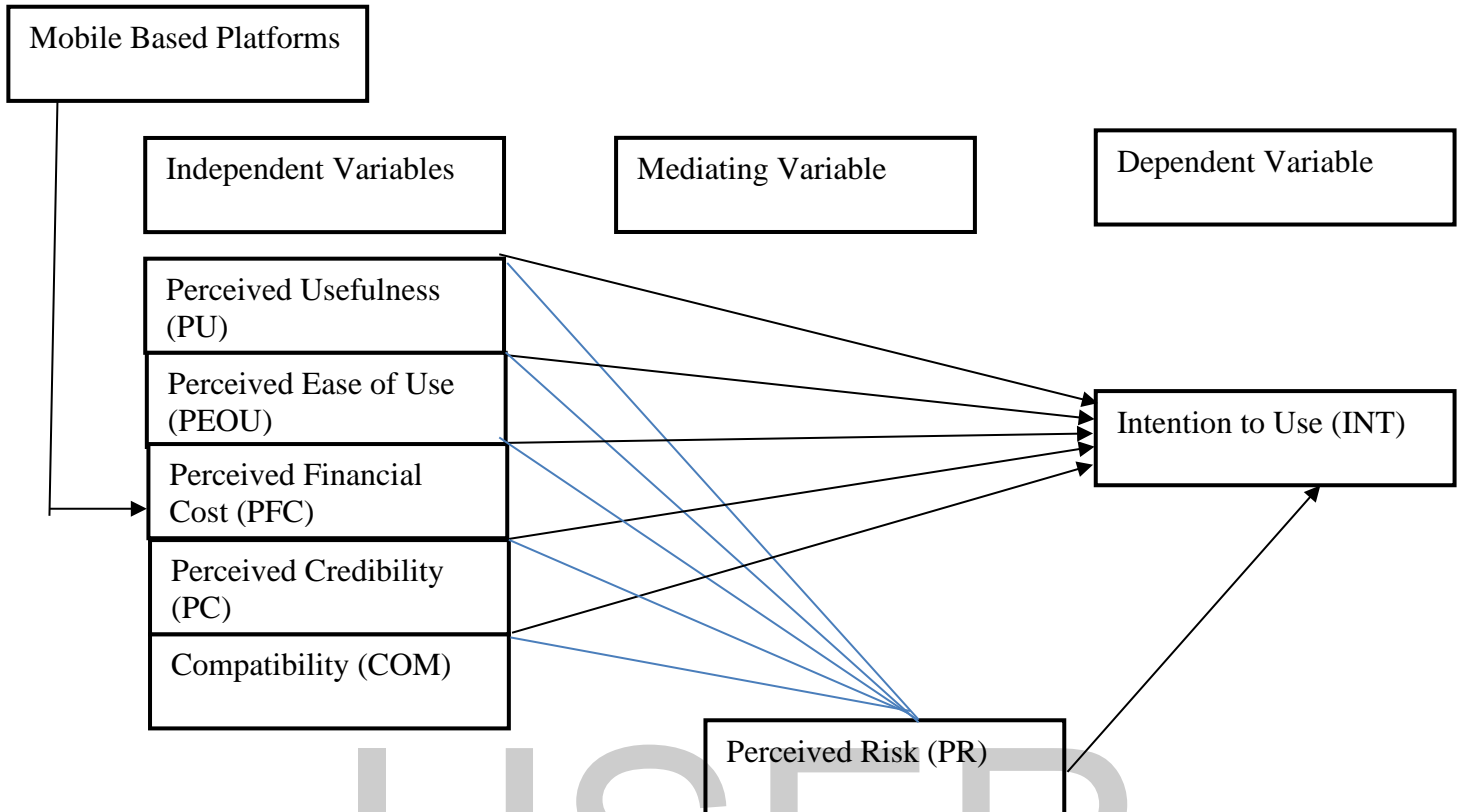 Mobile Based Platforms
Independent Variables
Mediating Variable
Dependent Variable
Perceived Usefulness
(PU)
Perceived Ease of Use
(PEOU)
Perceived Financial
Cost (PFC)
Perceived Credibility
(PC)
Compatibility (COM)
Intention to Use (INT)
Perceived Risk (PR)